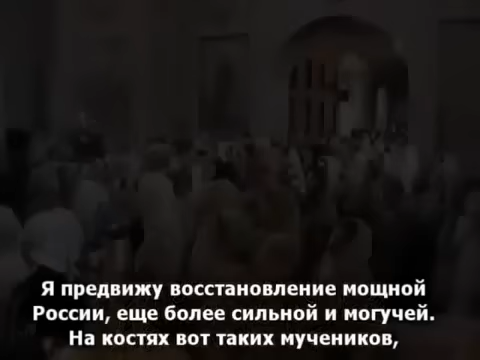 Я предвижу восстановление мощной
России, еще более сильной и могучей.
На костях вот таких мучеников,